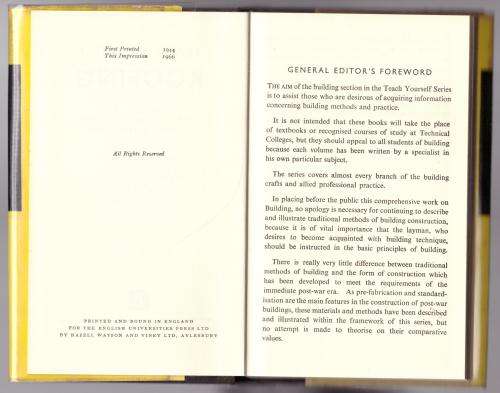 First Printed 1944
This Impression 1966
All Rights Reserved
PRINTED AND BOUND IN ENGLAND
FOR THE ENGLISH UNIVERSITIES PRESS LTD
BY HAZELL WATSON AND VINEY LTD, AYLESBURY
GENERAL EDITOR'S FOREWORD
THE AIM of the building section in the Teach Yourself Series
is to assist those who are desirous of acquiring information
concerning building methods and practice.
It is not intended that these books will take the place
of textbooks or recognised courses of study at Technical
Colleges, but they should appeal to all students of building
because each volume has been written by a specialist in
his own particular subject.
The series covers almost every branch of the building
crafts and allied professional practice.
In placing before the public this comprehensive work on
Building, no apology is necessary for continuing to describe
and illustrate traditional methods of building construction,
because it is of vital importance that the layman, who
desires to become acquainted with building technique,
should be instructed in the basic principles of building.
There is really very little difference between traditional
methods of building and the form of construction which
has been developed to meet the requirements of the
immediate post-war era. As pre-fabrication and standard-
isation are the main features in the construction of post-war
buildings, these materials and methods have been described
and illustrated within the framework of this series, but
no attempt is made to theorise on their comparative
values.